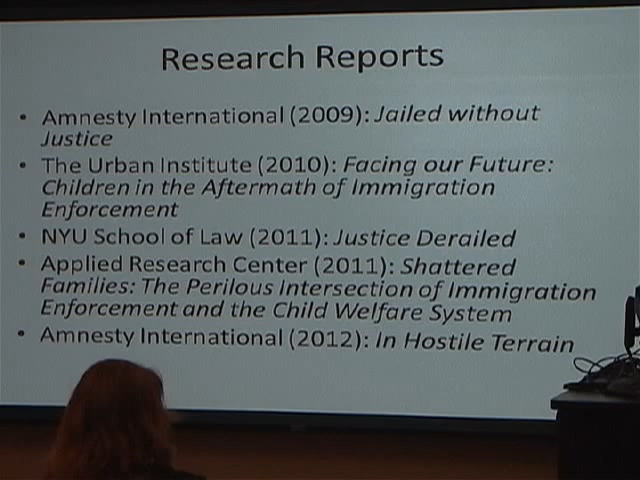 Research Reports
• Amnesty International (2009): Jailed without
Justice
• The Urban Institute (2010): Facing our Future:
Children in the Aftermath of Immigration
Enforcement
• NYU School of Law (2011): Justice Derailed
• Applied Research Center (2011): Shattered
Families: The Perilous Intersection of Immigration
Enforcement and the Child Welfare System
• Amnesty International (2012): In Hostile Terrain